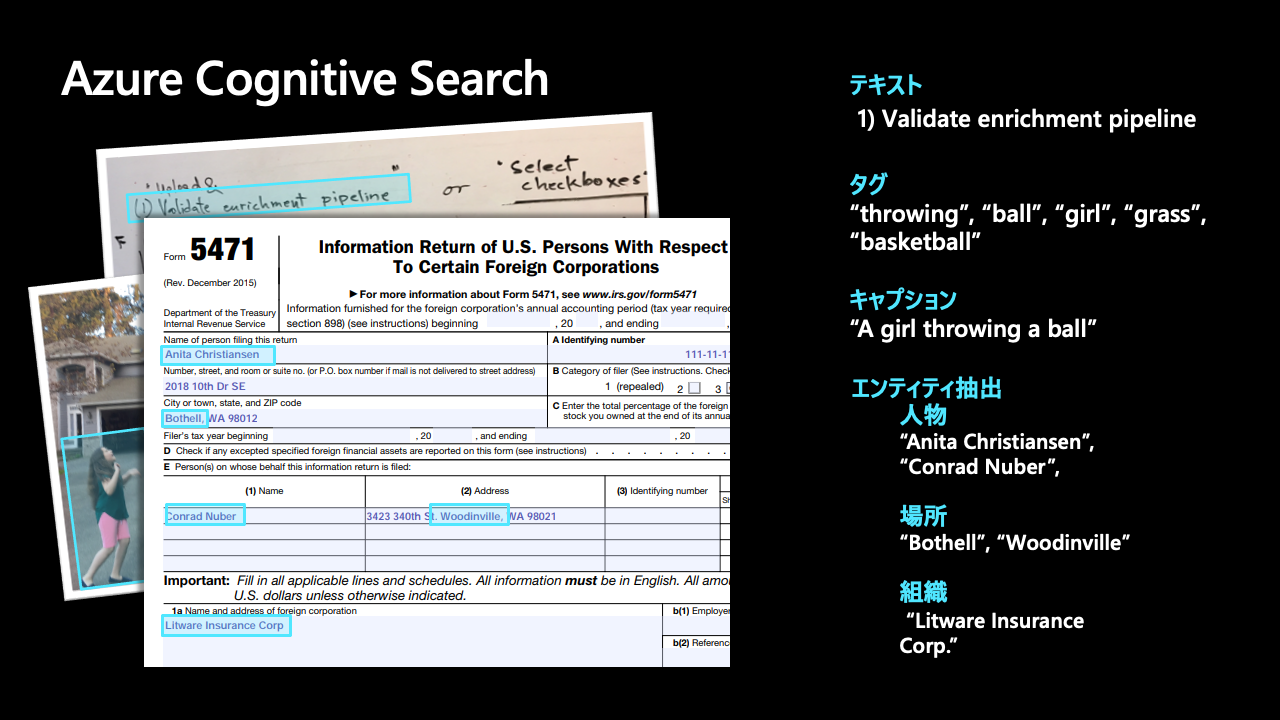 Azure Cognitive Search
"Upload &
"
(1) Validate enrichment pipeline
or
"Select
checkboxes"
F
Form 5471
(Rev. December 2015)
Department of the Treasury
Internal Revenue Service
Information Return of U.S. Persons With Respect
To Certain Foreign Corporations
▶For more information about Form 5471, see www.irs.gov/form5471
Information furnished for the foreign corporation's annual accounting period (tax year required
section 898) (see instructions) beginning , 20 , and ending ,
Name of person filing this return
Anita Christiansen
A Identifying number
111-11-11
Number, street, and room or suite no. (or P.O. box number if mail is not delivered to street address)
2018 10th Dr SE
B Category of filer (See instructions. Check
1 (repealed) 2 3
City or town, state, and ZIP code
Bothell, WA 98012
C Enter the total percentage of the foreign
stock you owned at the end of its annua
Filer's tax year beginning , 20 , and ending , 20
D Check if any excepted specified foreign financial assets are reported on this form (see instructions) . . . . . . . .
E Person(s) on whose behalf this information return is filed:
(1) Name
(2) Address
(3) Identifying number
Sh
Conrad Nuber
3423 340th St. Woodinville, WA 98021
Important: Fill in all applicable lines and schedules. All information must be in English. All amou
U.S. dollars unless otherwise indicated.
1a Name and address of foreign corporation
Litware Insurance Corp
b(1) Employer
b(2) Referenc
テキスト
1) Validate enrichment pipeline
タグ
“throwing”, “ball”, “girl”, “grass”,
“basketball”
キャプション
“A girl throwing a ball”
エンティティ抽出
人物
“Anita Christiansen”,
“Conrad Nuber”,
場所
“Bothell”, “Woodinville”
組織
“Litware Insurance
Corp.”